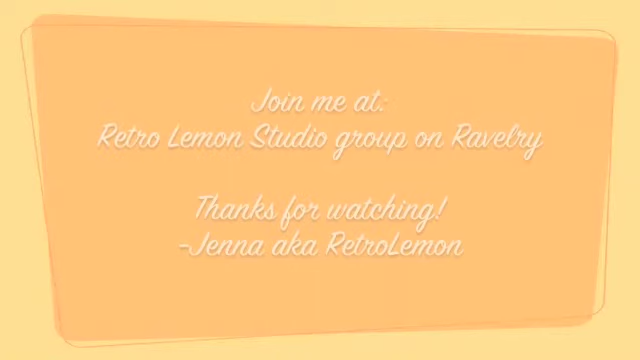 Join me at:
Retro Lemon Studio group on Ravelry
Thanks for watching!
-Jenna aka RetroLemon